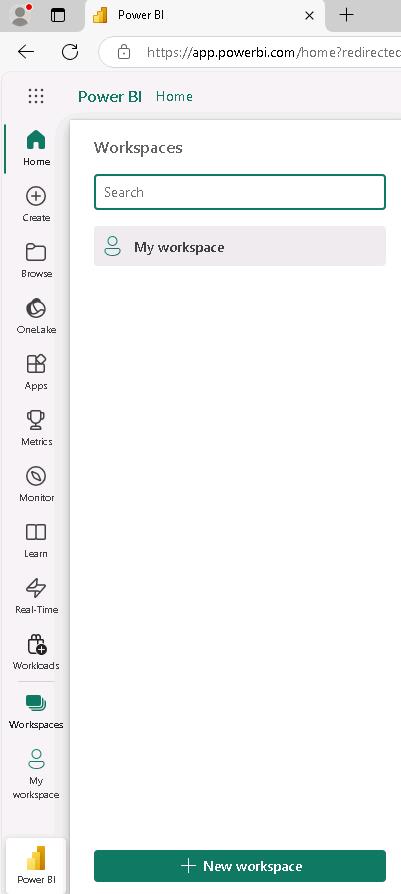 Power BI
https://app.powerbi.com/home?redirected
Power BI Home
Home
Create
Browse
OneLake
Apps
Metrics
Monitor
Learn
Real-Time
Workloads
Workspaces
My
workspace
Power BI
Workspaces
Search
My workspace
New workspace